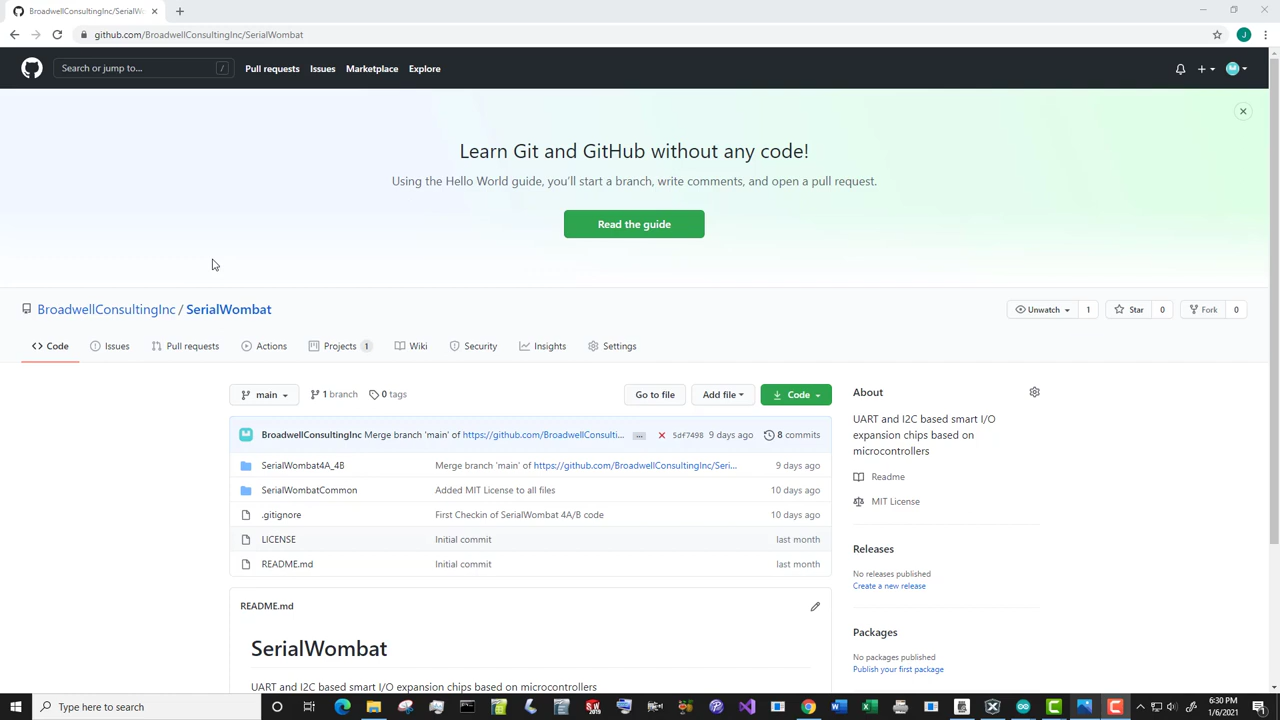 BroadwellConsultingInc/SerialW
github.com/BroadwellConsultingInc/SerialWombat
J
Search or jump to... /
Pull requests Issues Marketplace Explore
Learn Git and GitHub without any code!
Using the Hello World guide, you'll start a branch, write comments, and open a pull request.
Read the guide
BroadwellConsultingInc / SerialWombat
Unwatch 1 Star 0 Fork 0
Code Issues Pull requests Actions Projects 1 Wiki Security Insights Settings
main 1 branch 0 tags Go to file Add file Code
BroadwellConsultingInc Merge branch 'main' of https://github.com/BroadwellConsulti... ... 5df7498 9 days ago 8 commits
SerialWombat4A_4B Merge branch 'main' of https://github.com/BroadwellConsultingInc/Seri... 9 days ago
SerialWombatCommon Added MIT License to all files 10 days ago
.gitignore First Checkin of SerialWombat 4A/B code 10 days ago
LICENSE Initial commit last month
README.md Initial commit last month
README.md
SerialWombat
UART and I2C based smart I/O expansion chips based on microcontrollers
About
UART and I2C based smart I/O
expansion chips based on
microcontrollers
Readme
MIT License
Releases
No releases published
Create a new release
Packages
No packages published
Publish your first package
Type here to search
6:30 PM
1/6/2021